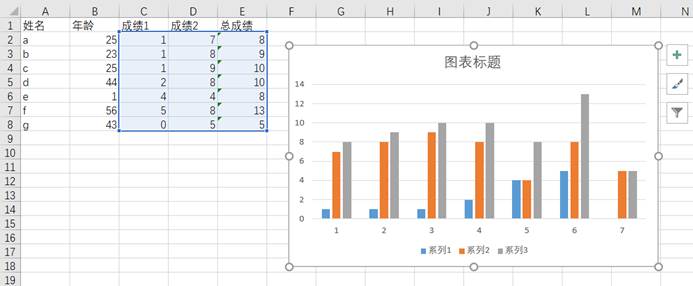 A B C D E F G H I J K L M N
1 姓名 年龄 成绩1 成绩2 总成绩
2 a 25 1 7 8
3 b 23 1 8 9
4 c 25 1 9 10
5 d 44 2 8 10
6 e 1 4 4 8
7 f 56 5 8 13
8 g 43 0 5 5
9
10
11
12
13
14
15
16
17
18
19
图表标题
14
12
10
8
6
4
2
0
1 2 3 4 5 6 7
系列1 系列2 系列3